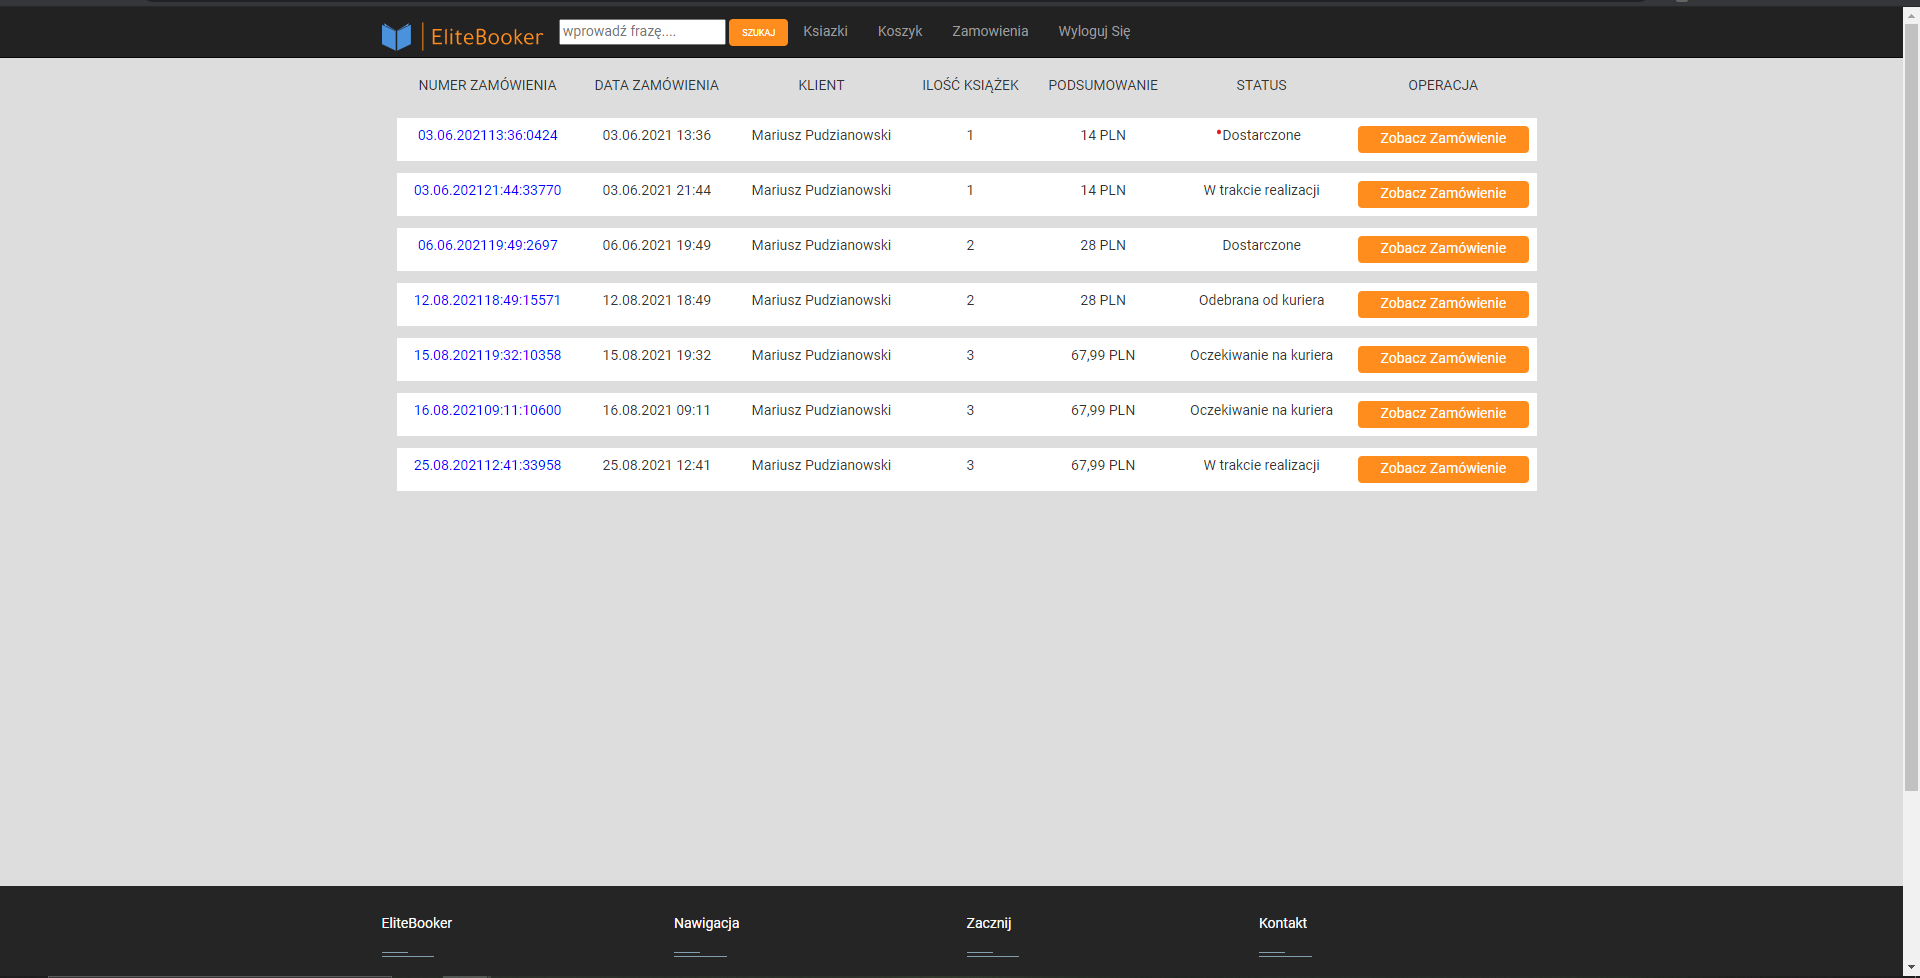 EliteBooker wprowadź frazę.... SZUKAJ Ksiazki Koszyk Zamowienia Wyloguj Się
NUMER ZAMÓWIENIA DATA ZAMÓWIENIA KLIENT ILOŚĆ KSIĄŻEK PODSUMOWANIE STATUS OPERACJA
03.06.202113:36:0424 03.06.2021 13:36 Mariusz Pudzianowski 1 14 PLN Dostarczone Zobacz Zamówienie
03.06.202121:44:33770 03.06.2021 21:44 Mariusz Pudzianowski 1 14 PLN W trakcie realizacji Zobacz Zamówienie
06.06.202119:49:2697 06.06.2021 19:49 Mariusz Pudzianowski 2 28 PLN Dostarczone Zobacz Zamówienie
12.08.202118:49:15571 12.08.2021 18:49 Mariusz Pudzianowski 2 28 PLN Odebrana od kuriera Zobacz Zamówienie
15.08.202119:32:10358 15.08.2021 19:32 Mariusz Pudzianowski 3 67,99 PLN Oczekiwanie na kuriera Zobacz Zamówienie
16.08.202109:11:10600 16.08.2021 09:11 Mariusz Pudzianowski 3 67,99 PLN Oczekiwanie na kuriera Zobacz Zamówienie
25.08.202112:41:33958 25.08.2021 12:41 Mariusz Pudzianowski 3 67,99 PLN W trakcie realizacji Zobacz Zamówienie
EliteBooker Nawigacja Zacznij Kontakt